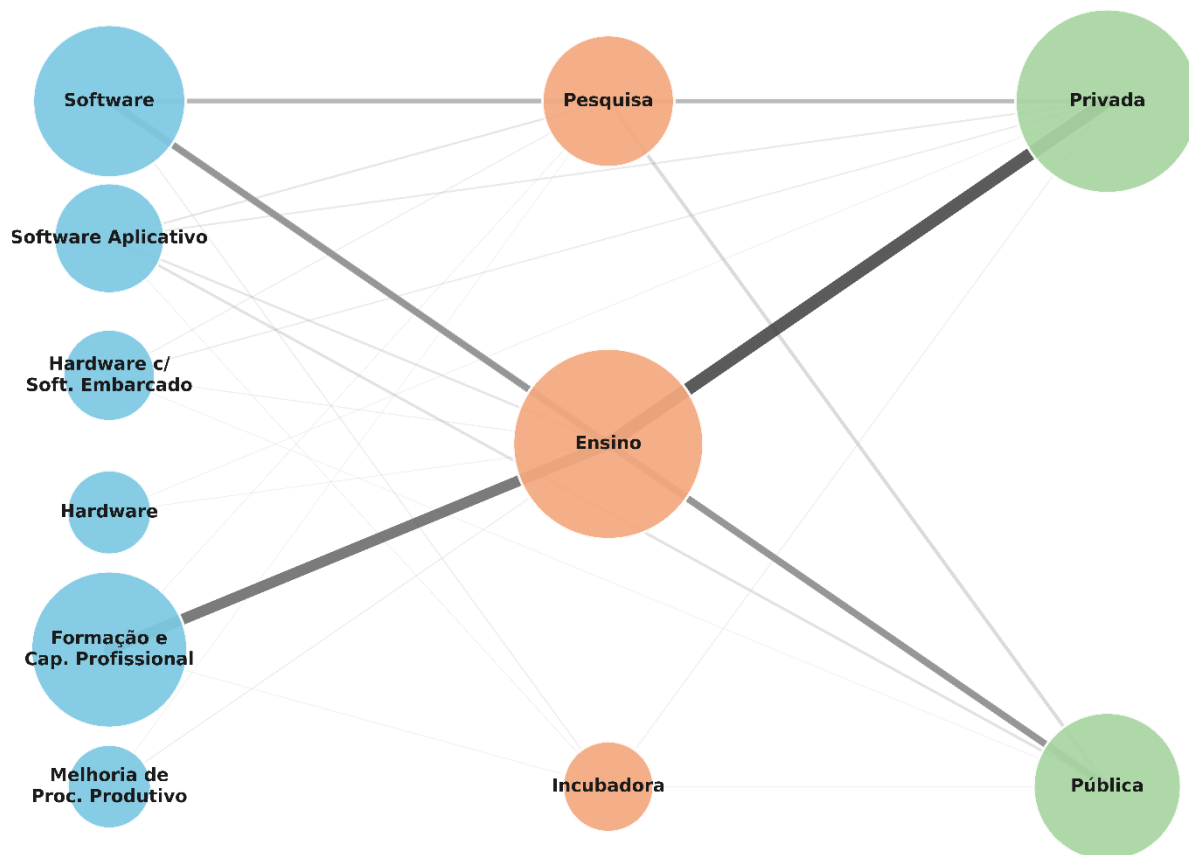 Software
Pesquisa
Privada
Software Aplicativo
Hardware c/
Soft. Embarcado
Ensino
Hardware
Formação e
Cap. Profissional
Melhoria de
Proc. Produtivo
Incubadora
Pública